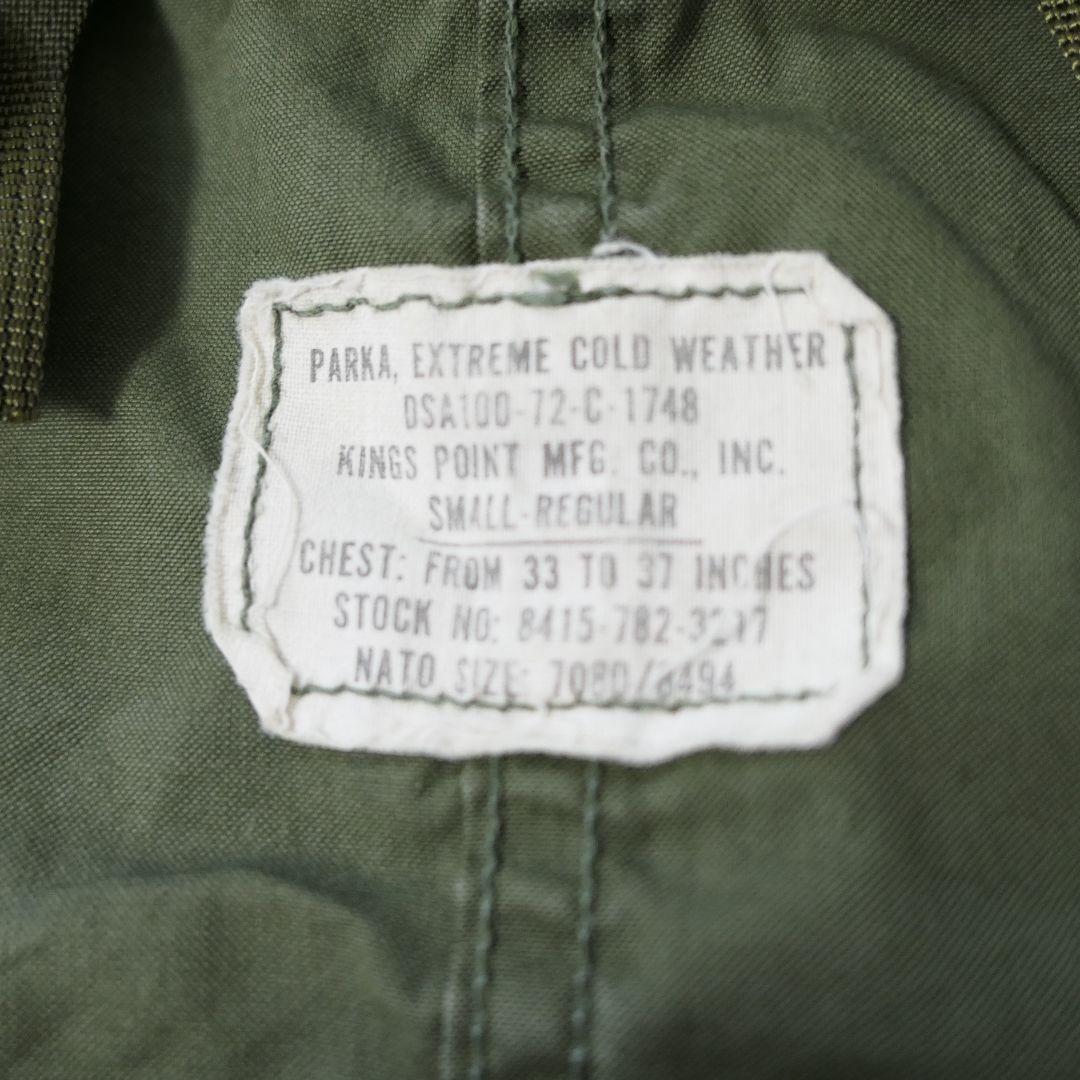 PARKA, EXTREME COLD WEATHER
DSA100-72-C-1748
KINGS POINT MFG. CO., INC.
SMALL-REGULAR
CHEST: FROM 33 TO 37 INCHES
STOCK NO:
NATO SIZE: